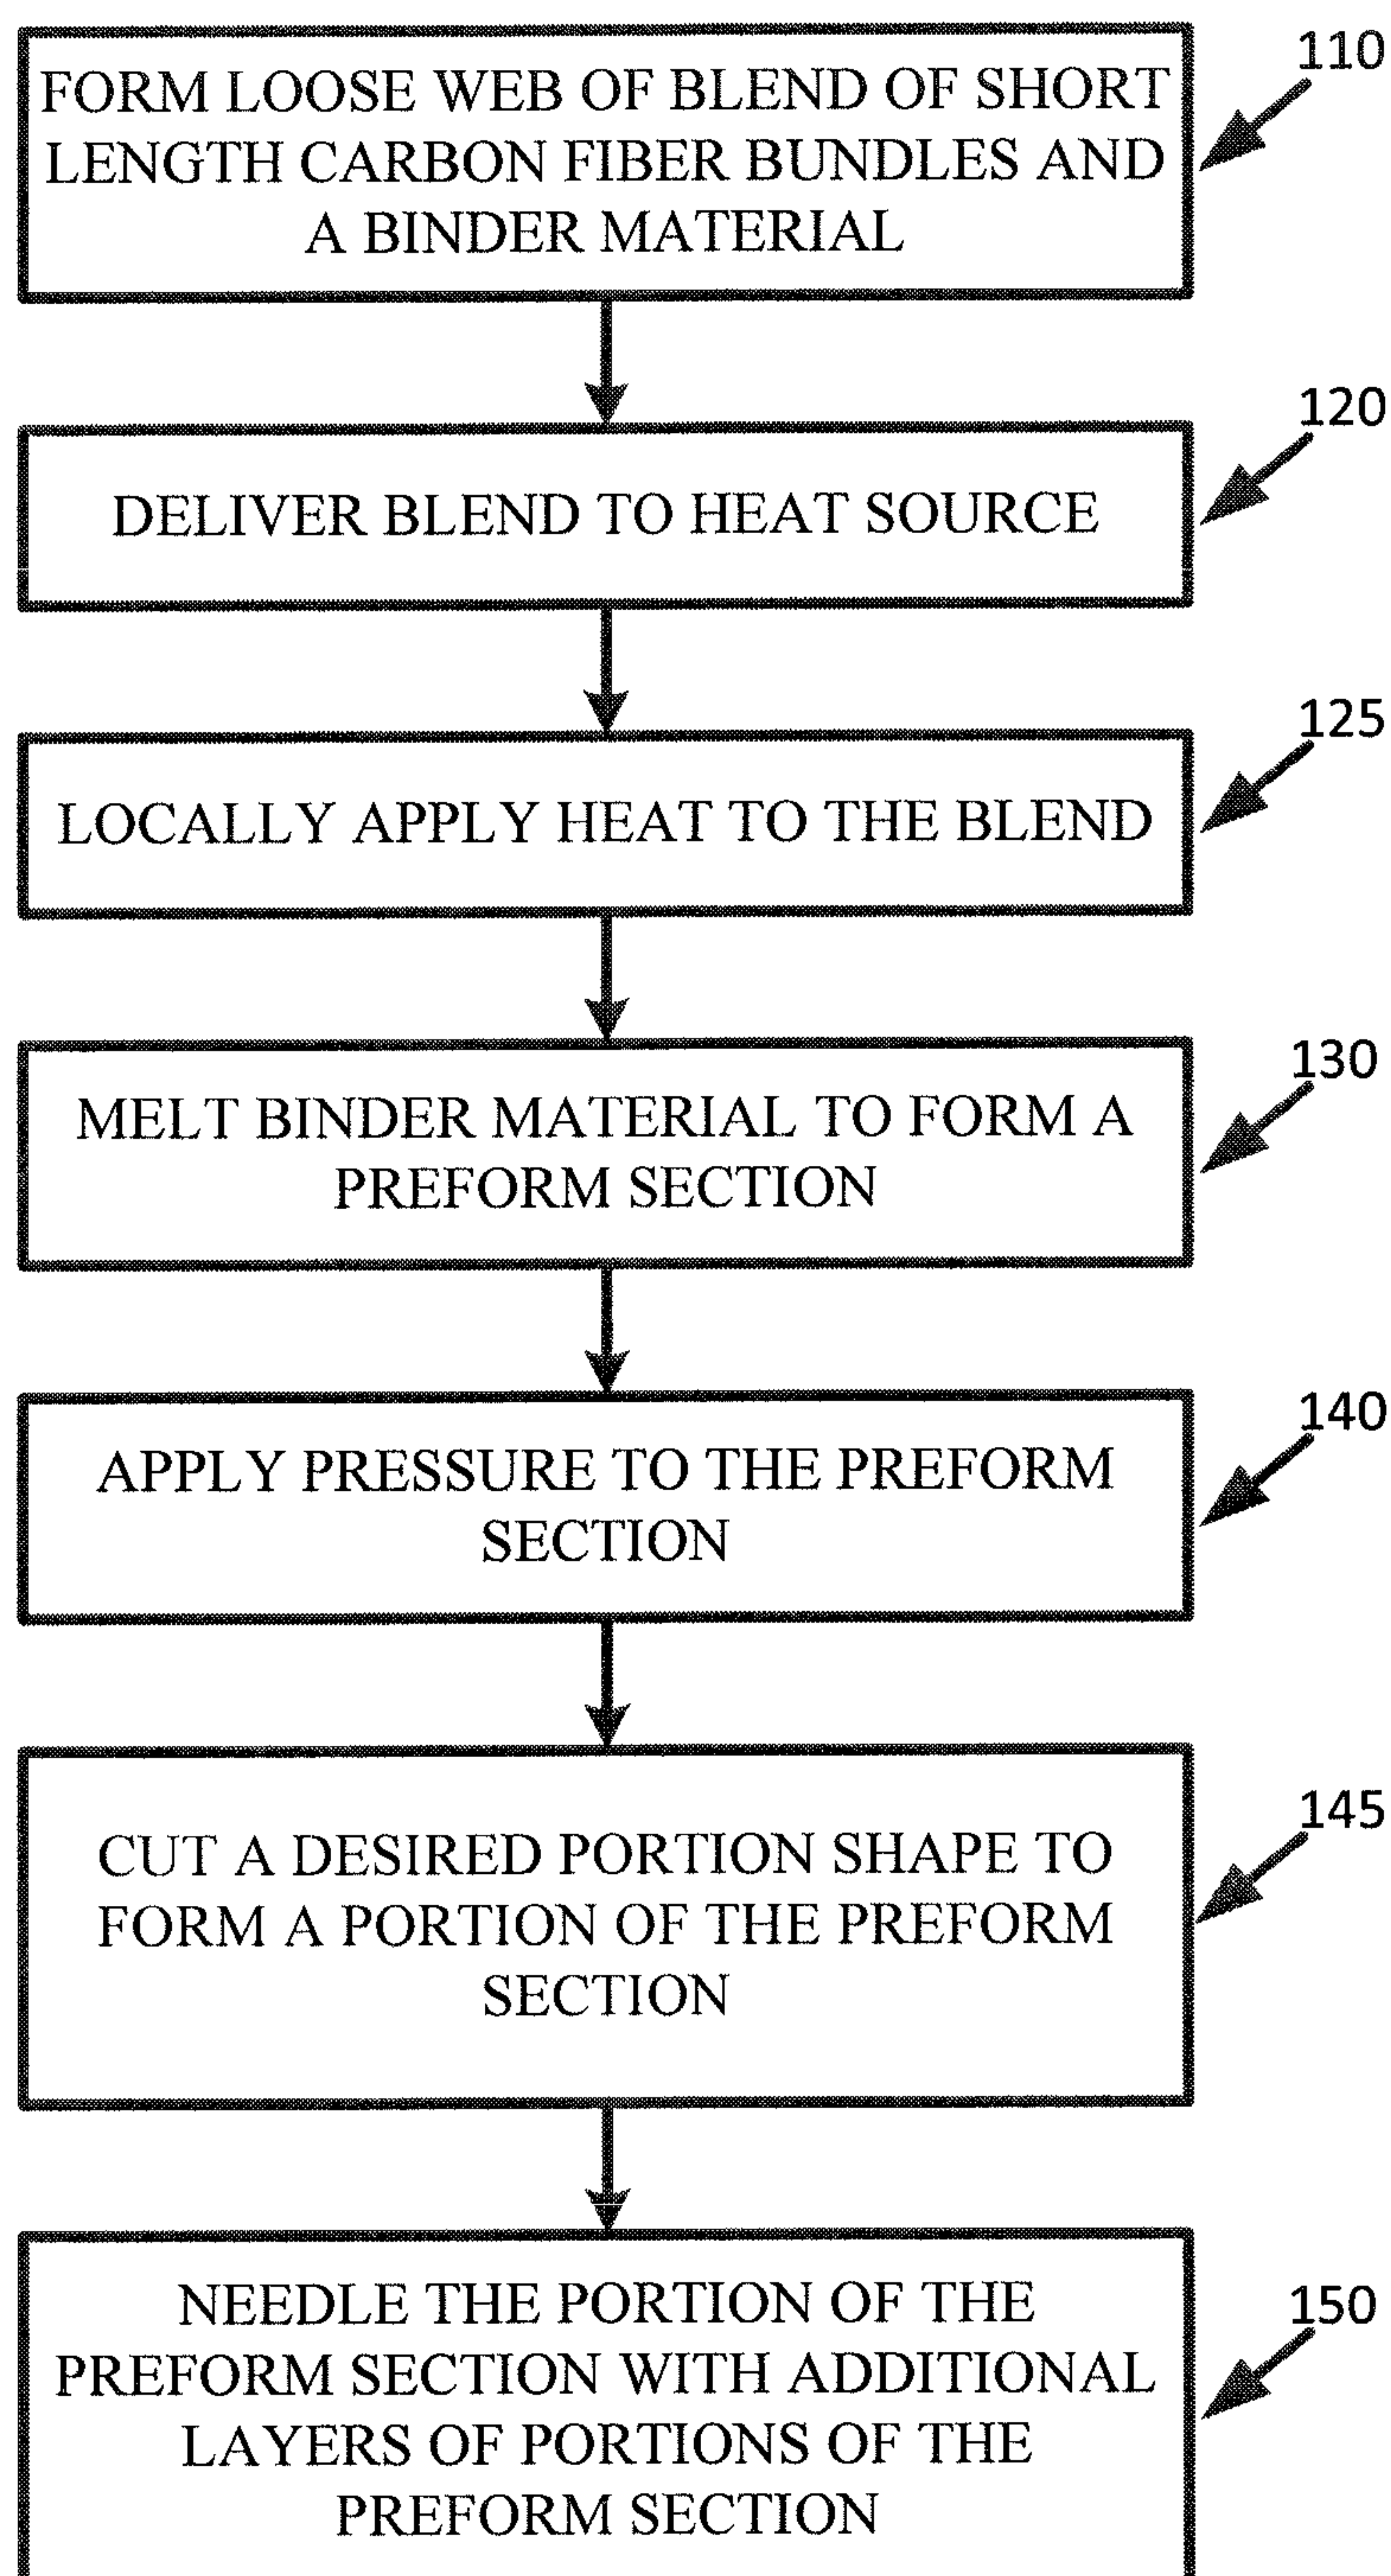 110
FORM LOOSE WEB OF BLEND OF SHORT
LENGTH CARBON FIBER BUNDLES AND
A BINDER MATERIAL
120
DELIVER BLEND TO HEAT SOURCE
125
LOCALLY APPLY HEAT TO THE BLEND
130
MELT BINDER MATERIAL TO FORM A
PREFORM SECTION
140
APPLY PRESSURE TO THE PREFORM
SECTION
145
CUT A DESIRED PORTION SHAPE TO
FORM A PORTION OF THE PREFORM
SECTION
150
NEEDLE THE PORTION OF THE
PREFORM SECTION WITH ADDITIONAL
LAYERS OF PORTIONS OF THE
PREFORM SECTION